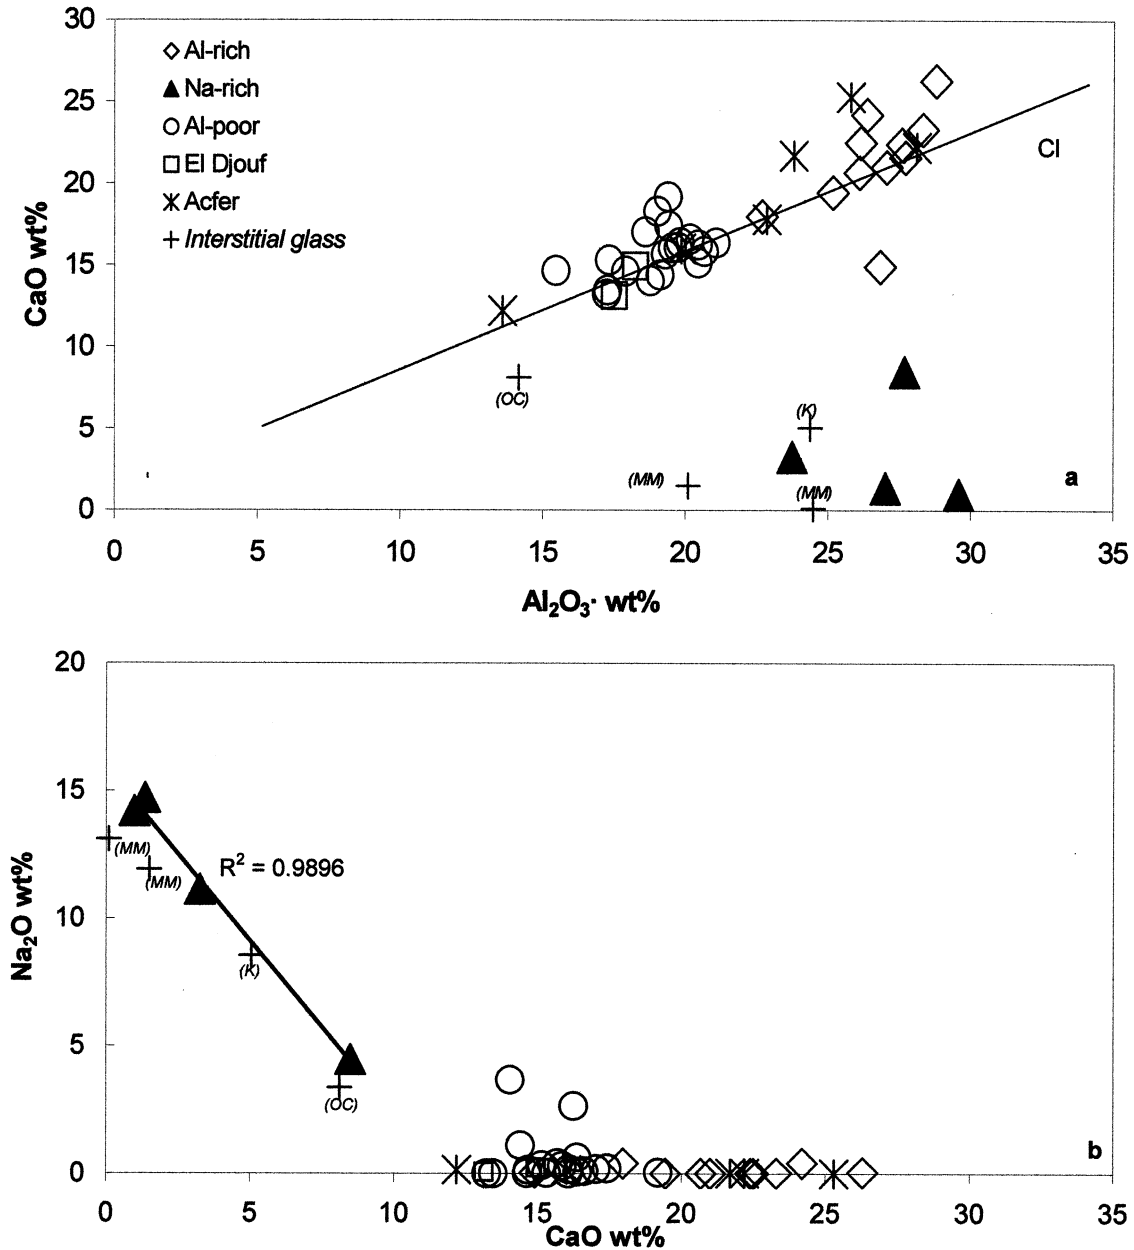 30
25
20
15
10
5
0
CaO wt%
Al-rich
Na-rich
Al-poor
El Djouf
Acfer
Interstitial glass
CI
(OC)
(K)
(MM)
(MM)
a
0 5 10 15 20 25 30 35
Al₂O₃· wt%
20
15
10
5
0
Na₂O wt%
R² = 0.9896
(MM)
(MM)
(K)
(OC)
b
0 5 10 15 20 25 30 35
CaO wt%